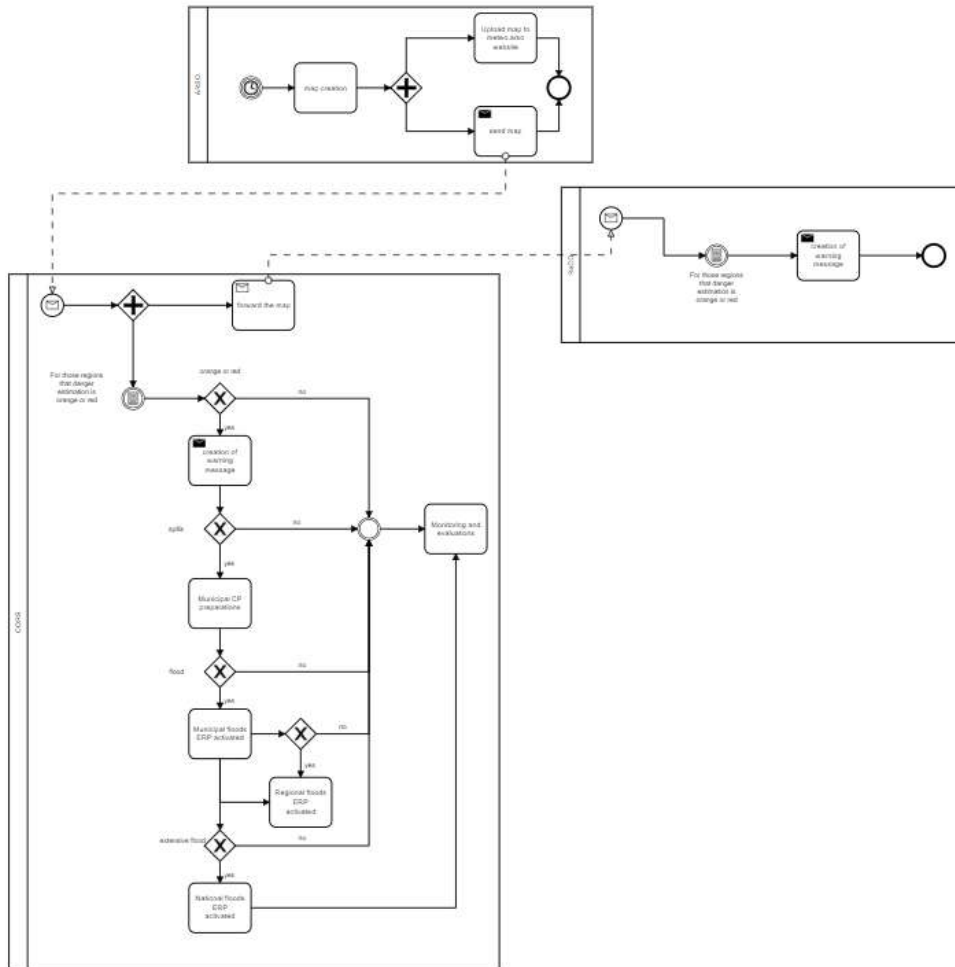 ARSO
map creation
Upload map to
meteo.arso
website
send map
For those regions
that danger
estimation is
orange or red
creation of
warning
message
CORS
forward the map
For those regions
that danger
estimation is
orange or red
orange or red
no
yes
creation of
warning
message
no
yes
Municipal CP
preparations
flood
no
yes
Municipal floods
ERP activated
no
yes
Regional floods
ERP
activated
extensive flood
no
yes
National floods
ERP
activated
Monitoring and
evaluations